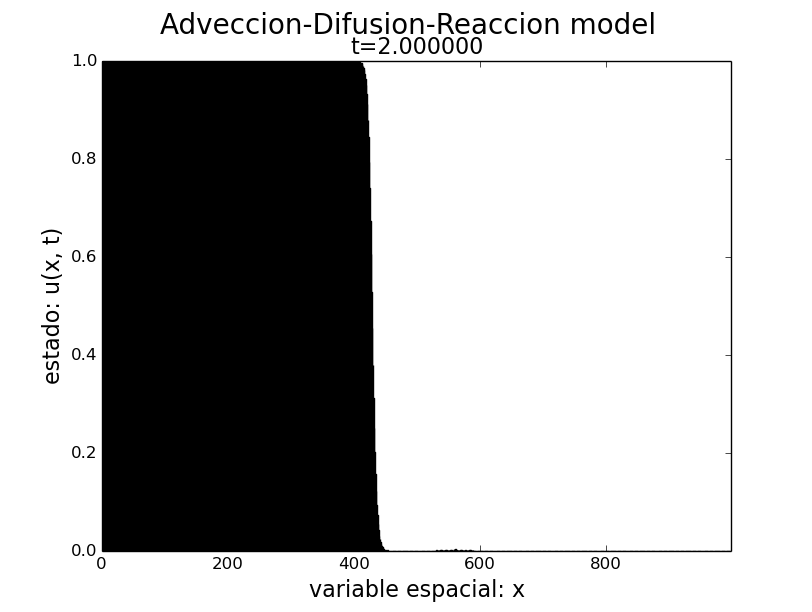 Adveccion-Difusion-Reaccion model
t=2.000000
1.0
0.8
0.6
0.4
0.2
0.0
estado: u(x, t)
0 200 400 600 800
variable espacial: x